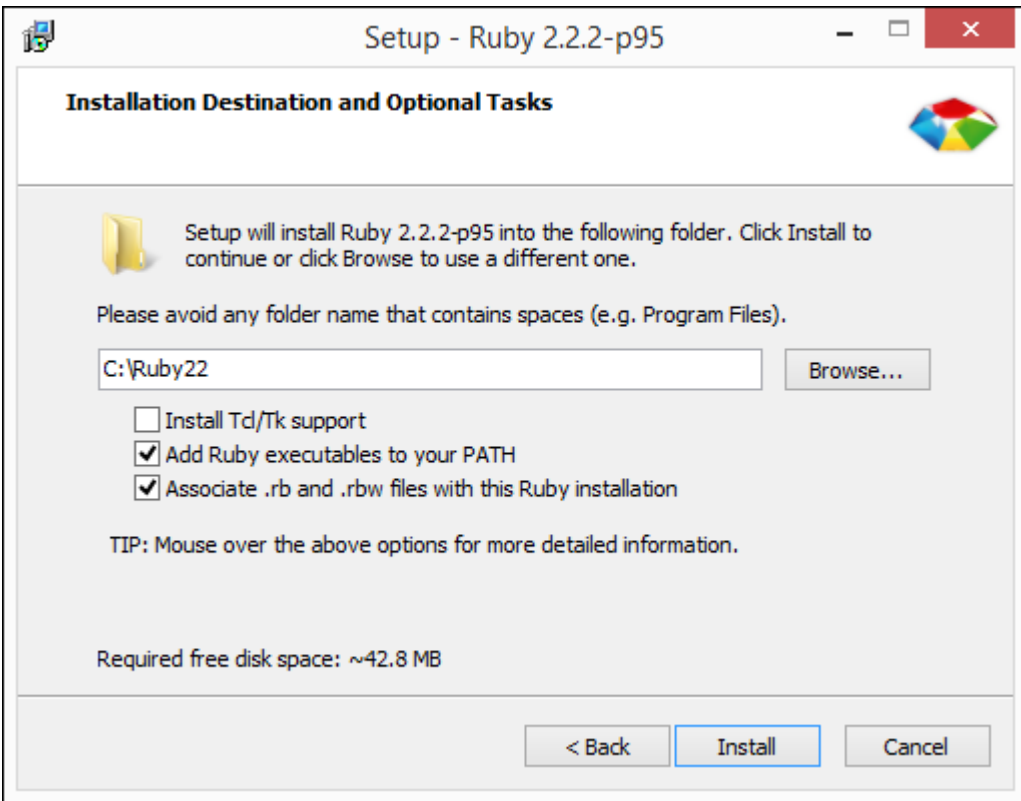 Setup - Ruby 2.2.2-p95
Installation Destination and Optional Tasks
Setup will install Ruby 2.2.2-p95 into the following folder. Click Install to
continue or click Browse to use a different one.
Please avoid any folder name that contains spaces (e.g. Program Files).
C:\Ruby22
Browse...
Install Tcl/Tk support
Add Ruby executables to your PATH
Associate .rb and .rbw files with this Ruby installation
TIP: Mouse over the above options for more detailed information.
Required free disk space: ~42.8 MB
< Back
Install
Cancel